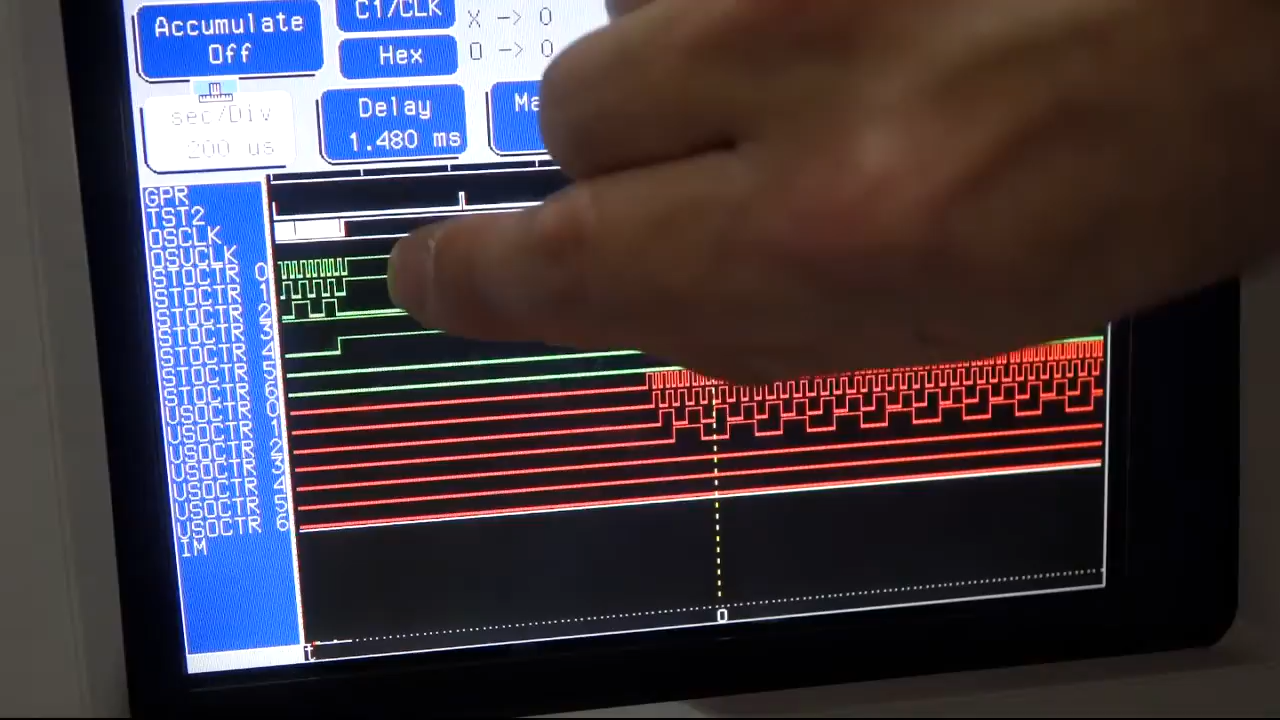 Accumulate
Off
C1/CLK
Hex
X -> 0
O -> 0
sec/Div
200 us
Delay
1.480 ms
Ma
GPR
TST2
OSCLK
OSUCLK
STOCTR 0
STOCTR 1
STOCTR 2
STOCTR 3
STOCTR 4
STOCTR 5
STOCTR 6
USOCTR 0
USOCTR 1
USOCTR 2
USOCTR 3
USOCTR 4
USOCTR 5
USOCTR 6
IM
t
0